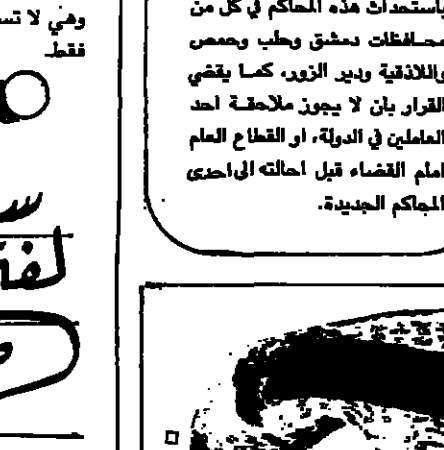 باستحداث هذه المحاكم في كل من
محافظات دمشق وحلب وحمص
واللاذقية ودير الزور، كما يقضي
القرار بان لا يجوز ملاحقة احد
العاملين في الدولة، او القطاع العام
امام القضاء قبل احالته الى احدى
المحاكم الجديدة.
وهي لا تس
فقط.